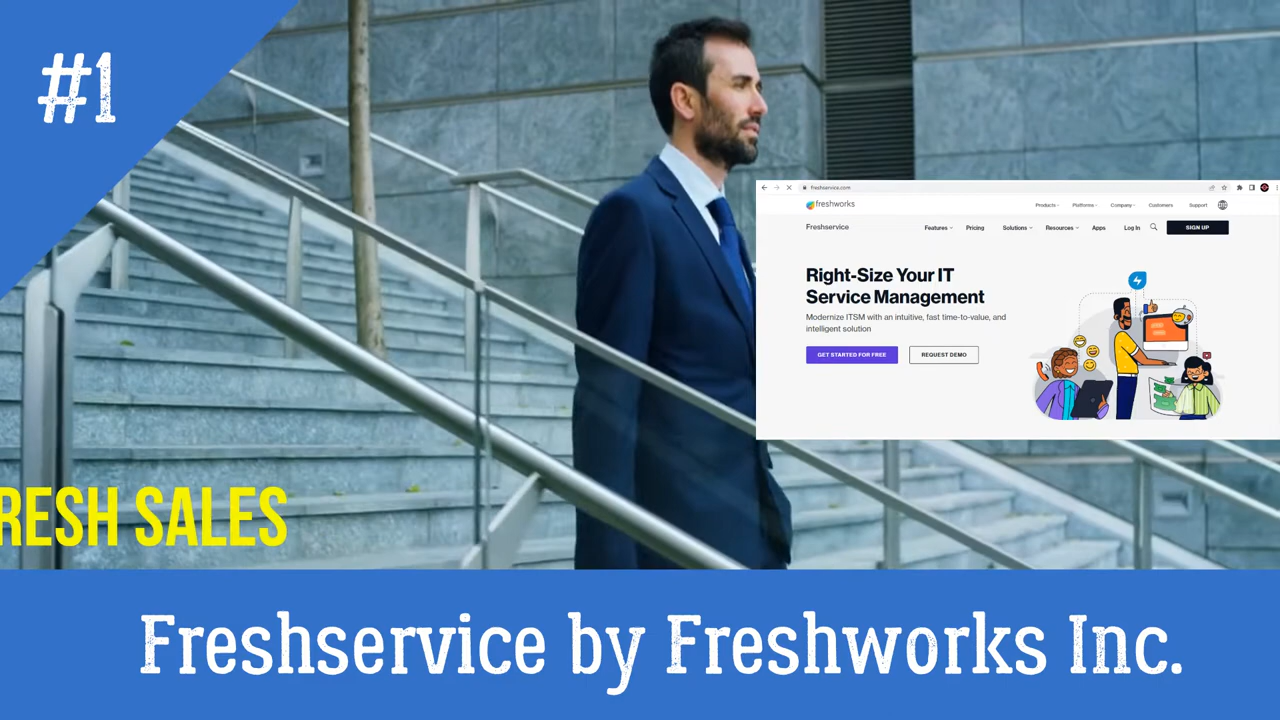 #1
freshservice.com
freshworks
Products
Platforms
Company
Customers
Support
Freshservice
Features
Pricing
Solutions
Resources
Apps
Log In
SIGN UP
Right-Size Your IT
Service Management
Modernize ITSM with an intuitive, fast time-to-value, and
intelligent solution
GET STARTED FOR FREE
REQUEST DEMO
RESH SALES
Freshservice by Freshworks Inc.